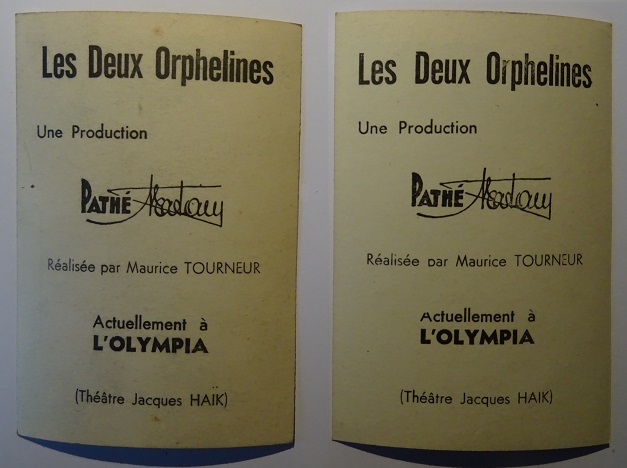 Les Deux Orphelines
Une Production
PATHÉ Natan
Réalisée par Maurice TOURNEUR
Actuellement à
L'OLYMPIA
(Théâtre Jacques HAÏK)
Les Deux Orphelines
Une Production
PATHÉ Natan
Réalisée par Maurice TOURNEUR
Actuellement à
L'OLYMPIA
(Théâtre Jacques HAIK)